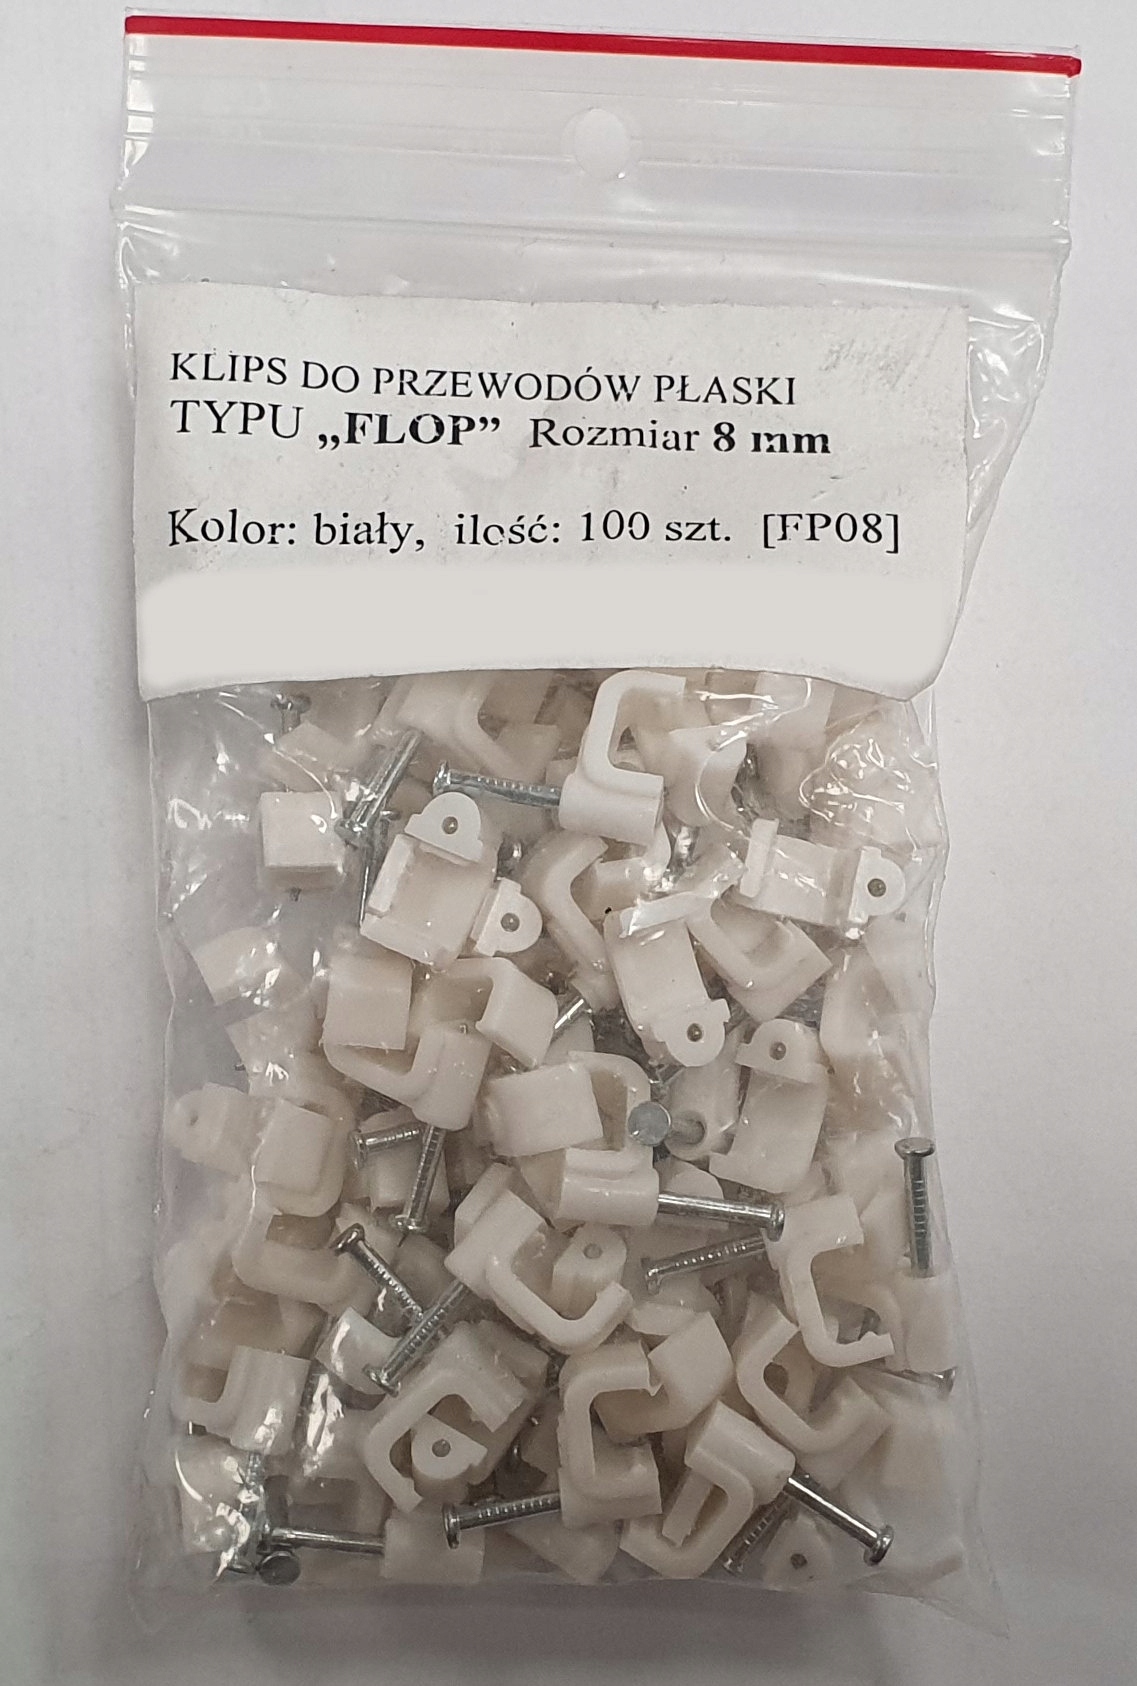 KLIPS DO PRZEWODÓW PŁASKI
TYPU „FLOP” Rozmiar 8 mm
Kolor: biały, ilość: 100 szt. [FP08]